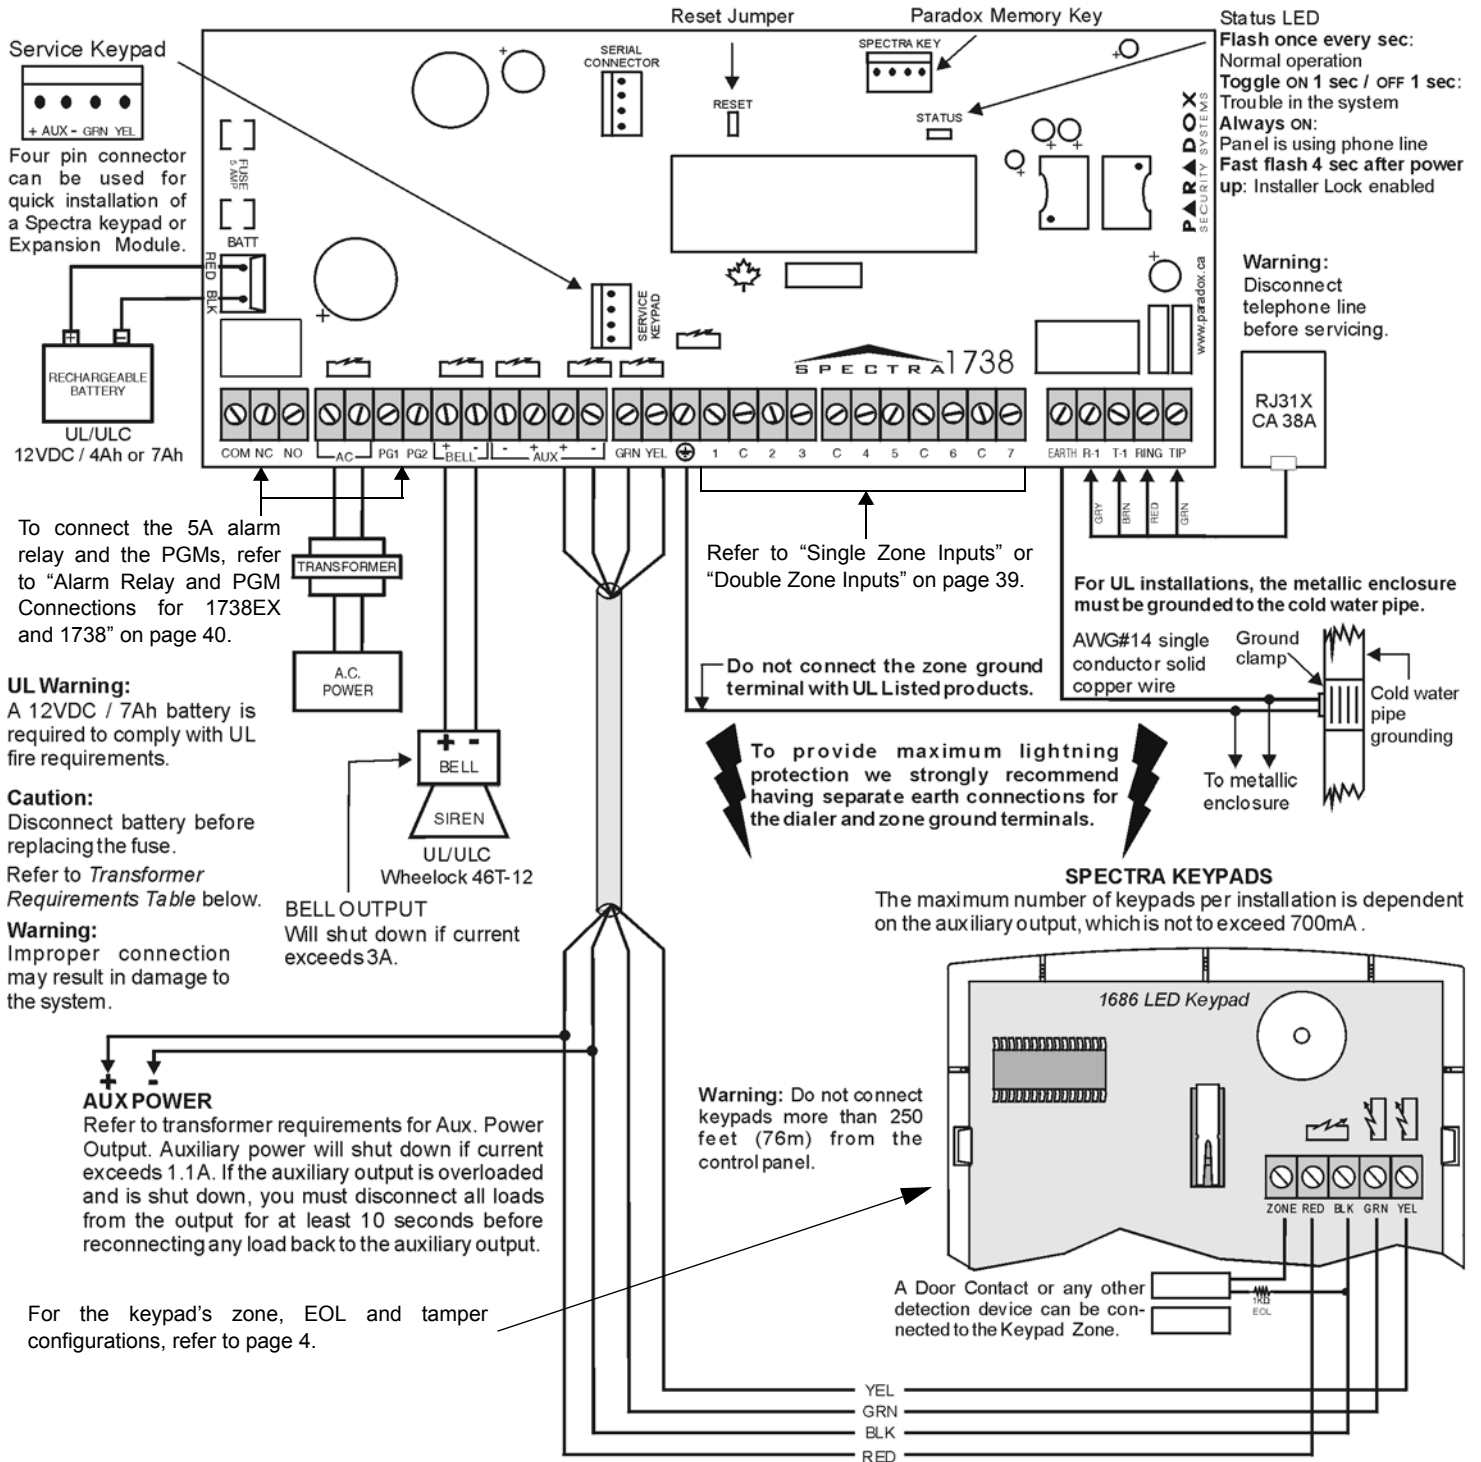 Reset Jumper
Paradox Memory Key
Status LED
Flash once every sec:
Normal operation
Toggle ON 1 sec / OFF 1 sec:
Trouble in the system
Always ON:
Panel is using phone line
Fast flash 4 sec after power
up: Installer Lock enabled
Service Keypad
+ AUX - GRN YEL
Four pin connector
can be used for
quick installation of
a Spectra keypad or
Expansion Module.
FUSE
5 AMP
BATT
RED
BLK
SERIAL
CONNECTOR
RESET
SPECTRA KEY
STATUS
PARADOX
SECURITY SYSTEMS
www.paradox.ca
SERVICE
KEYPAD
SPECTRA 1738
+ -
RECHARGEABLE
BATTERY
UL/ULC
12VDC / 4Ah or 7Ah
Warning:
Disconnect
telephone line
before servicing.
RJ31X
CA 38A
COM NC NO
AC
PG1 PG2
+ -
BELL
- + + -
AUX
GRN YEL
1 C 2 3
C 4 5 C 6 C 7
EARTH R-1 T-1 RING TIP
GRY
BRN
RED
GRN
To connect the 5A alarm
relay and the PGMs, refer
to “Alarm Relay and PGM
Connections for 1738EX
and 1738” on page 40.
TRANSFORMER
A.C.
POWER
Refer to “Single Zone Inputs” or
“Double Zone Inputs” on page 39.
For UL installations, the metallic enclosure
must be grounded to the cold water pipe.
AWG#14 single
conductor solid
copper wire
Ground
clamp
Cold water
pipe
grounding
To metallic
enclosure
Do not connect the zone ground
terminal with UL Listed products.
To provide maximum lightning
protection we strongly recommend
having separate earth connections for
the dialer and zone ground terminals.
UL Warning:
A 12VDC / 7Ah battery is
required to comply with UL
fire requirements.
Caution:
Disconnect battery before
replacing the fuse.
Refer to Transformer
Requirements Table below.
Warning:
Improper connection
may result in damage to
the system.
+ -
BELL
SIREN
UL/ULC
Wheelock 46T-12
BELL OUTPUT
Will shut down if current
exceeds 3A.
SPECTRA KEYPADS
The maximum number of keypads per installation is dependent
on the auxiliary output, which is not to exceed 700mA .
1686 LED Keypad
+ -
AUX POWER
Refer to transformer requirements for Aux. Power
Output. Auxiliary power will shut down if current
exceeds 1.1A. If the auxiliary output is overloaded
and is shut down, you must disconnect all loads
from the output for at least 10 seconds before
reconnecting any load back to the auxiliary output.
Warning: Do not connect
keypads more than 250
feet (76m) from the
control panel.
ZONE RED BLK GRN YEL
A Door Contact or any other
detection device can be con-
nected to the Keypad Zone.
1KΩ
EOL
For the keypad’s zone, EOL and tamper
configurations, refer to page 4.
YEL
GRN
BLK
RED